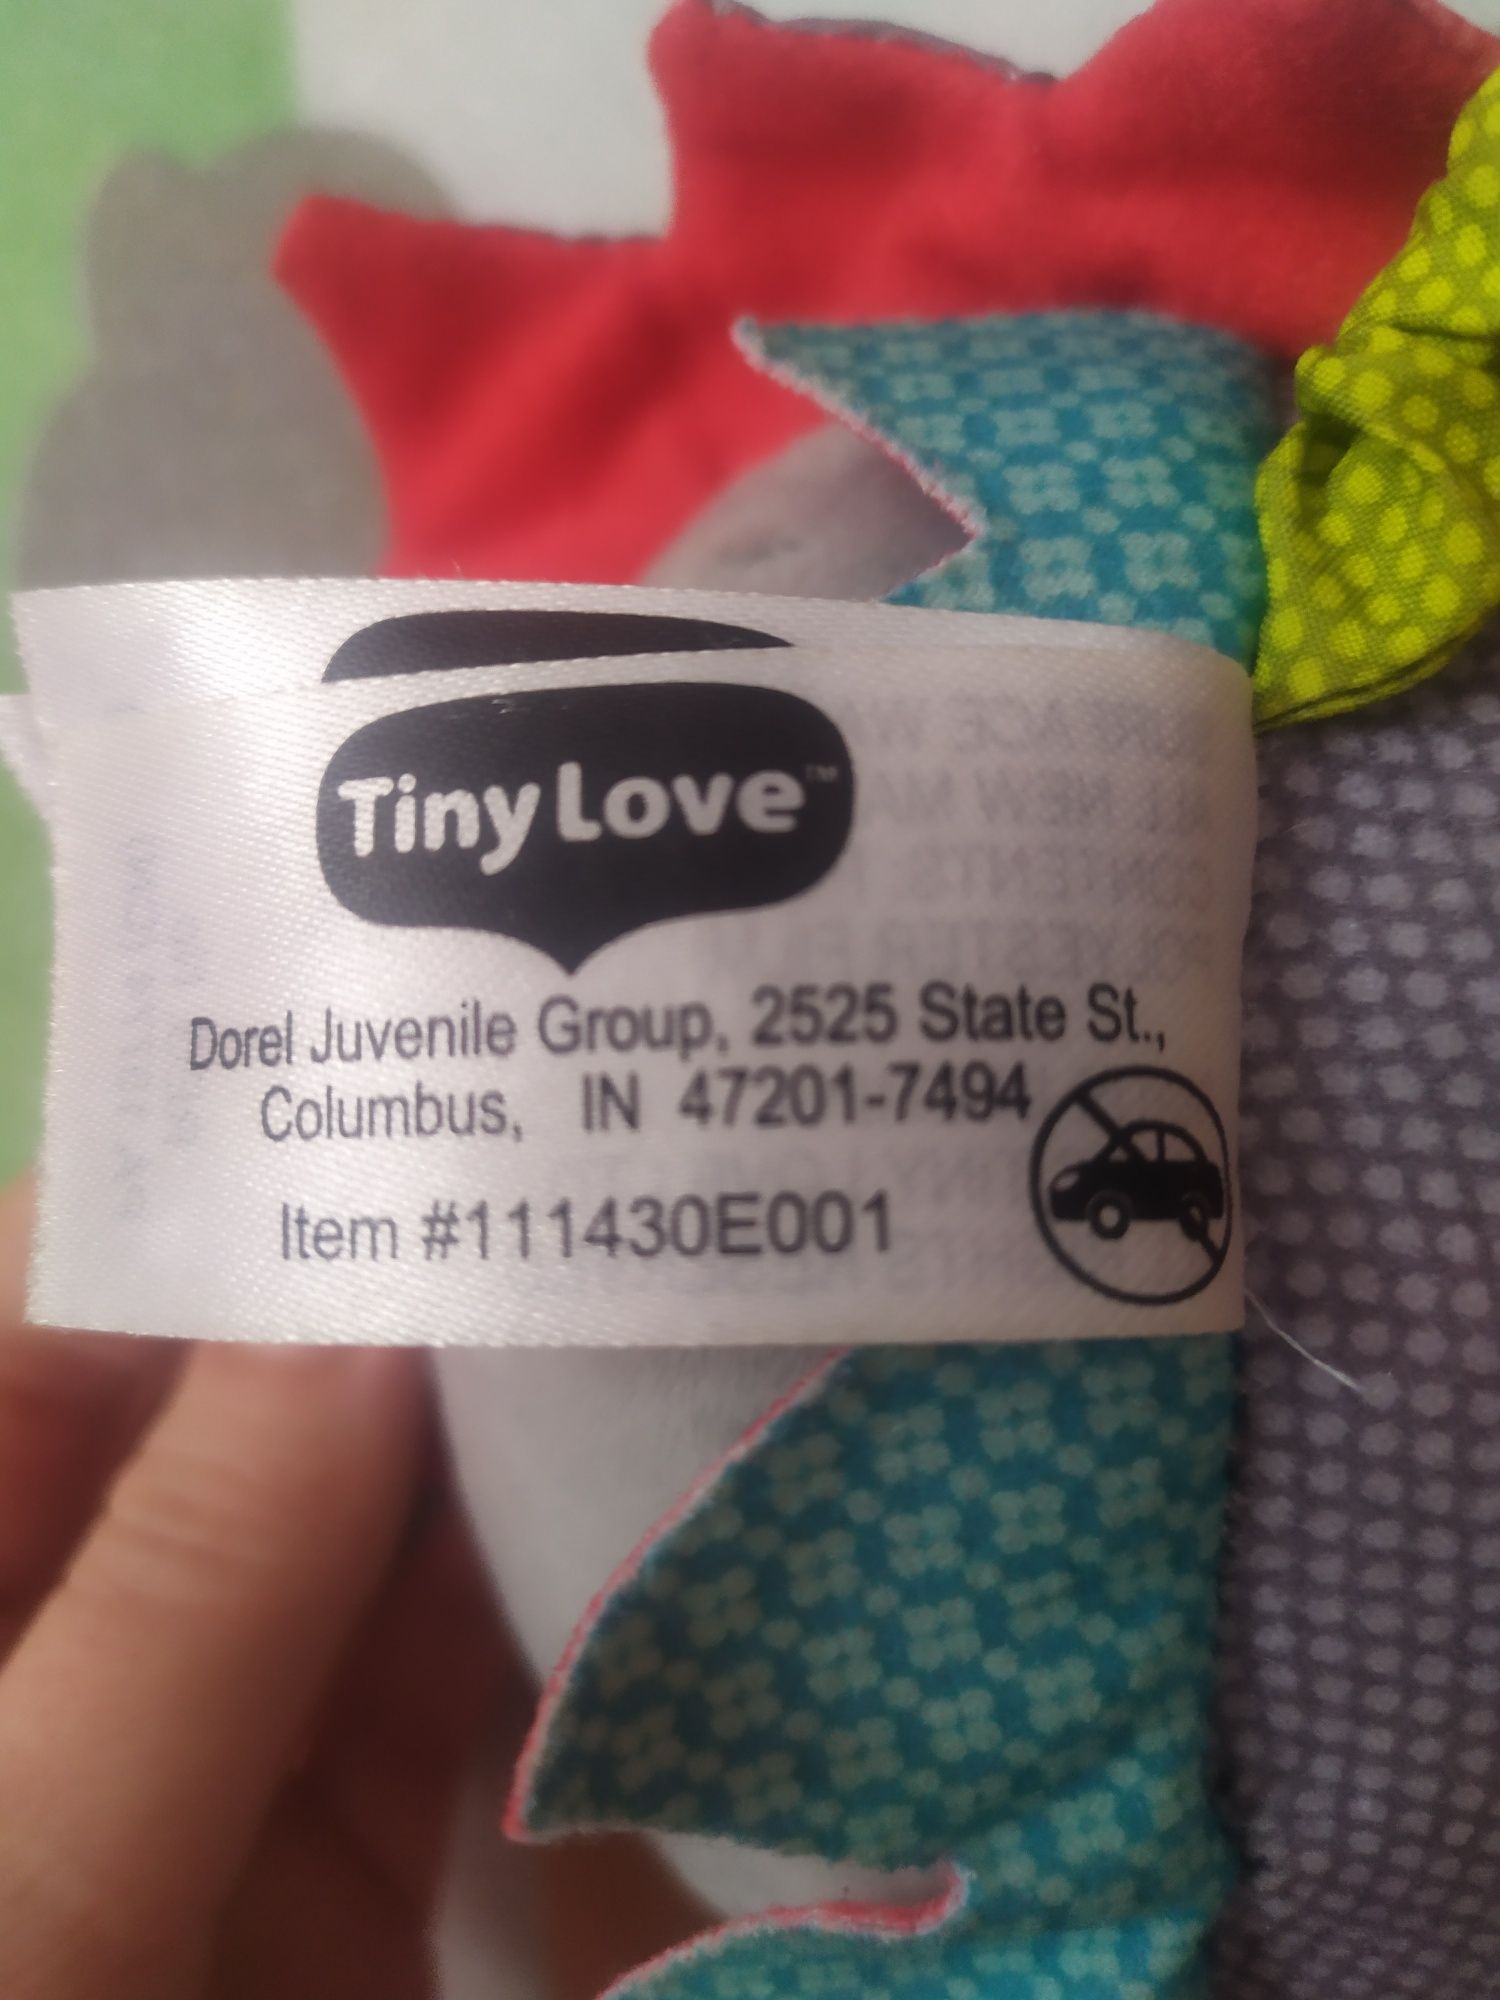 Tiny Love™
Dorel Juvenile Group, 2525 State St.,
Columbus, IN 47201-7494
Item #111430E001